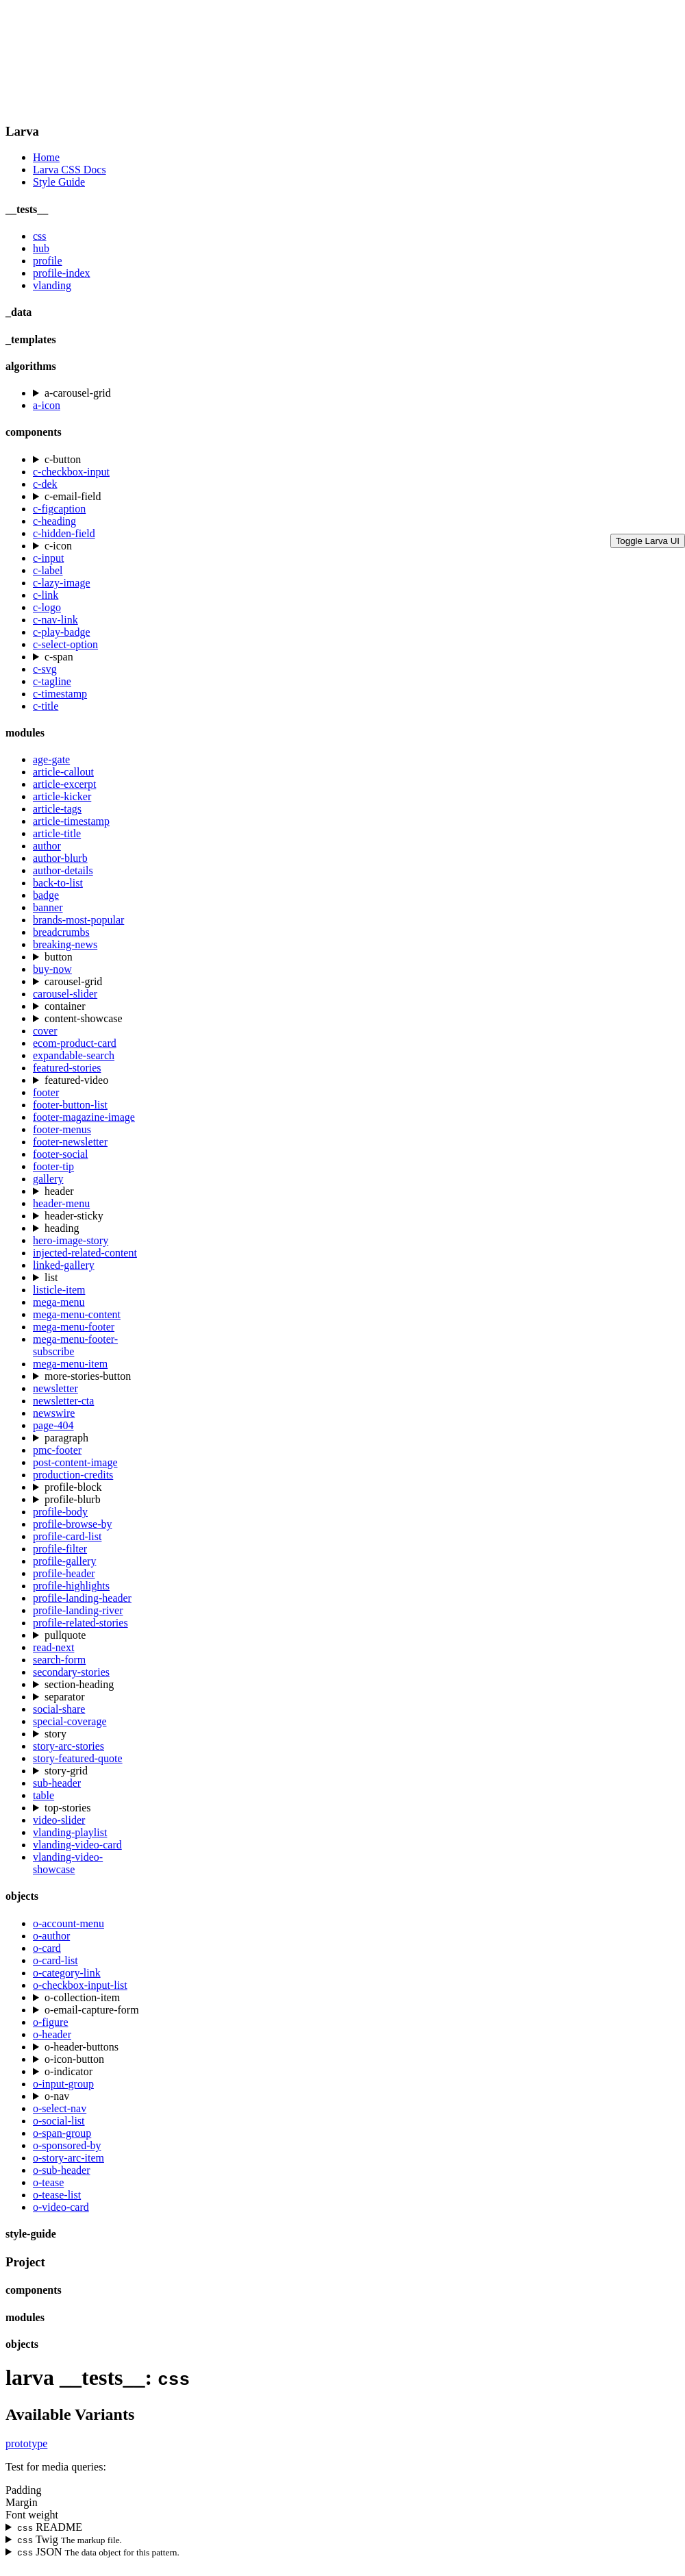 Larva
Home
Larva CSS Docs
Style Guide
__tests__
css
hub
profile
profile-index
vlanding
_data
_templates
algorithms
a-carousel-grid
a-icon
components
c-button
c-checkbox-input
c-dek
c-email-field
c-figcaption
c-heading
c-hidden-field
Toggle Larva UI
c-icon
c-input
c-label
c-lazy-image
c-link
c-logo
c-nav-link
c-play-badge
c-select-option
c-span
c-svg
c-tagline
c-timestamp
c-title
modules
age-gate
article-callout
article-excerpt
article-kicker
article-tags
article-timestamp
article-title
author
author-blurb
author-details
back-to-list
badge
banner
brands-most-popular
breadcrumbs
breaking-news
button
buy-now
carousel-grid
carousel-slider
container
content-showcase
cover
ecom-product-card
expandable-search
featured-stories
featured-video
footer
footer-button-list
footer-magazine-image
footer-menus
footer-newsletter
footer-social
footer-tip
gallery
header
header-menu
header-sticky
heading
hero-image-story
injected-related-content
linked-gallery
list
listicle-item
mega-menu
mega-menu-content
mega-menu-footer
mega-menu-footer-
subscribe
mega-menu-item
more-stories-button
newsletter
newsletter-cta
newswire
page-404
paragraph
pmc-footer
post-content-image
production-credits
profile-block
profile-blurb
profile-body
profile-browse-by
profile-card-list
profile-filter
profile-gallery
profile-header
profile-highlights
profile-landing-header
profile-landing-river
profile-related-stories
pullquote
read-next
search-form
secondary-stories
section-heading
separator
social-share
special-coverage
story
story-arc-stories
story-featured-quote
story-grid
sub-header
table
top-stories
video-slider
vlanding-playlist
vlanding-video-card
vlanding-video-
showcase
objects
o-account-menu
o-author
o-card
o-card-list
o-category-link
o-checkbox-input-list
o-collection-item
o-email-capture-form
o-figure
o-header
o-header-buttons
o-icon-button
o-indicator
o-input-group
o-nav
o-select-nav
o-social-list
o-span-group
o-sponsored-by
o-story-arc-item
o-sub-header
o-tease
o-tease-list
o-video-card
style-guide
Project
components
modules
objects
larva __tests__: css
Available Variants
prototype
Test for media queries:
Padding
Margin
Font weight
css README
css Twig The markup file.
css JSON The data object for this pattern.